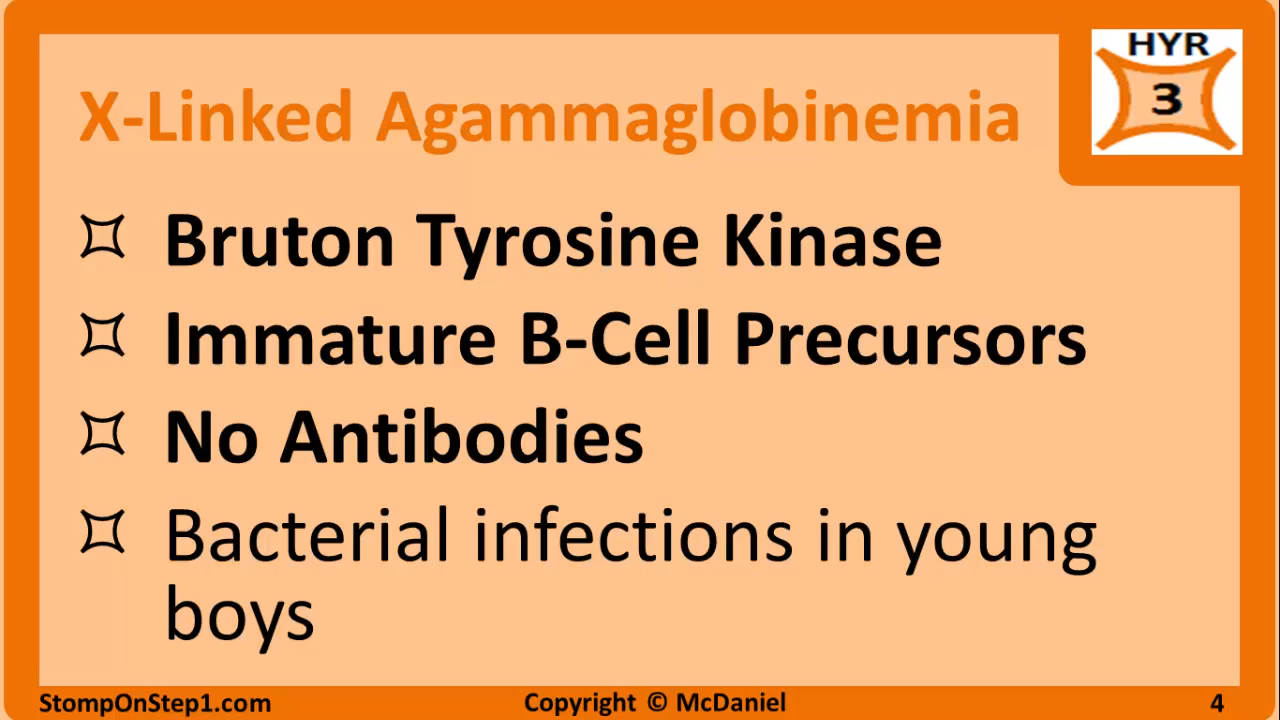 HYR
3
X-Linked Agammaglobinemia
Bruton Tyrosine Kinase
Immature B-Cell Precursors
No Antibodies
Bacterial infections in young
boys
StompOnStep1.com
Copyright © McDaniel
4